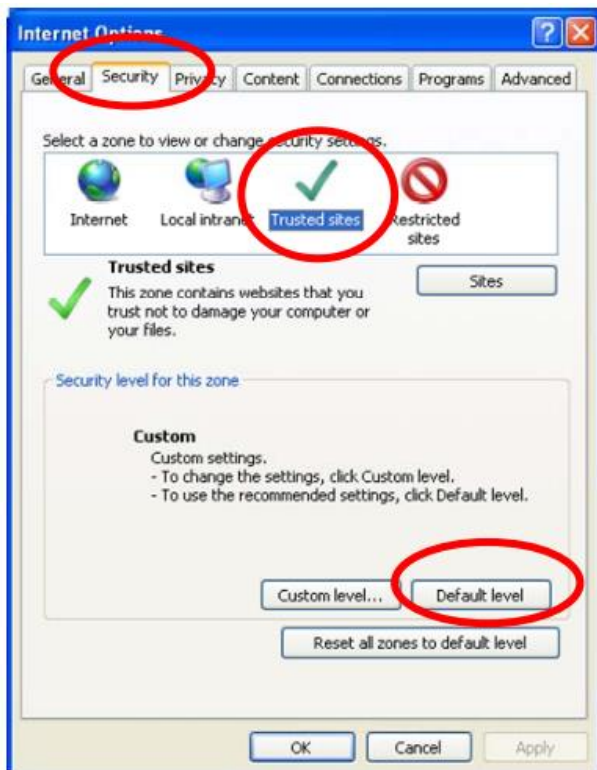 Internet Options
General Security Privacy Content Connections Programs Advanced
Select a zone to view or change security settings.
Internet Local intranet Trusted sites Restricted sites
Trusted sites
Sites
This zone contains websites that you
trust not to damage your computer or
your files.
Security level for this zone
Custom
Custom settings.
- To change the settings, click Custom level.
- To use the recommended settings, click Default level.
Custom level... Default level
Reset all zones to default level
OK Cancel Apply